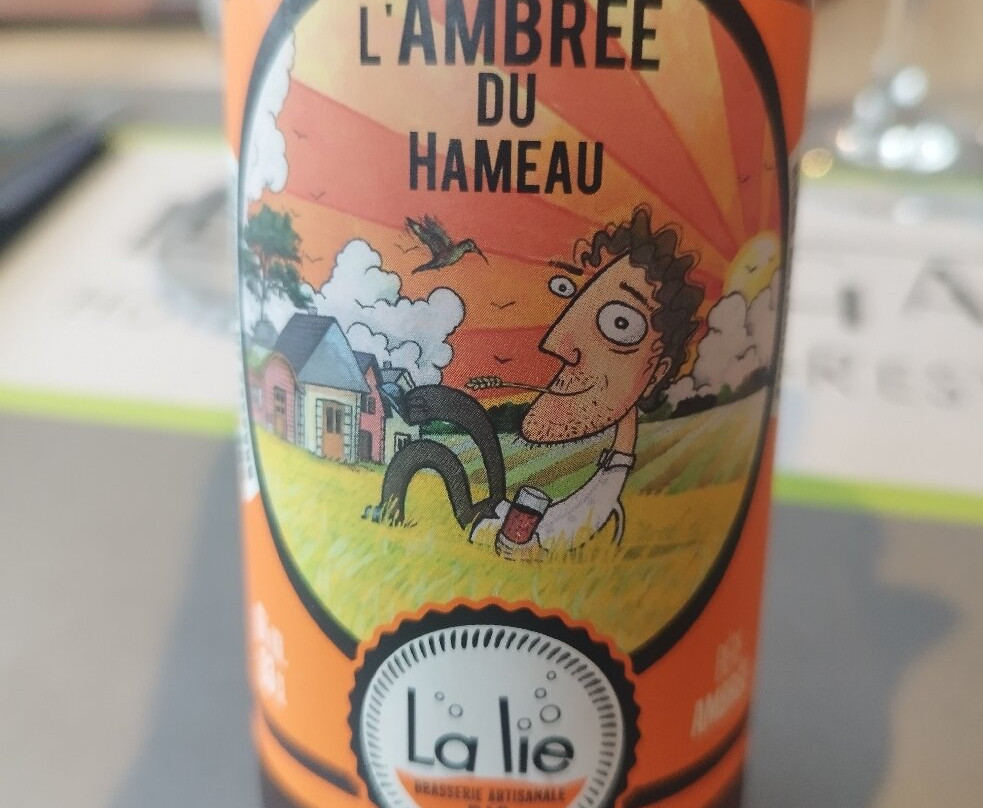 L'AMBRÉE
DU
HAMEAU
La lie
BRASSERIE ARTISANALE